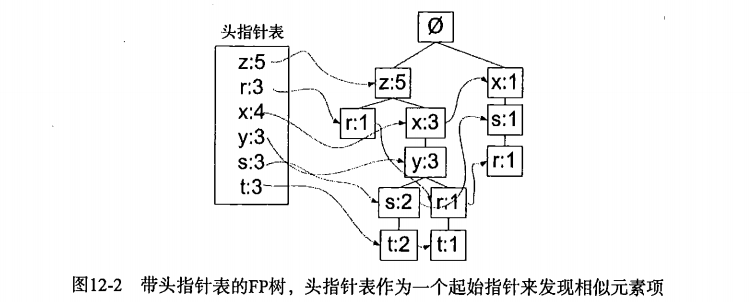 头指针表
z:5
r:3
x:4
y:3
s:3
t:3
Ø
z:5
x:1
r:1
x:3
s:1
y:3
r:1
s:2
r:1
t:2
t:1
图12-2 带头指针表的FP树，头指针表作为一个起始指针来发现相似元素项